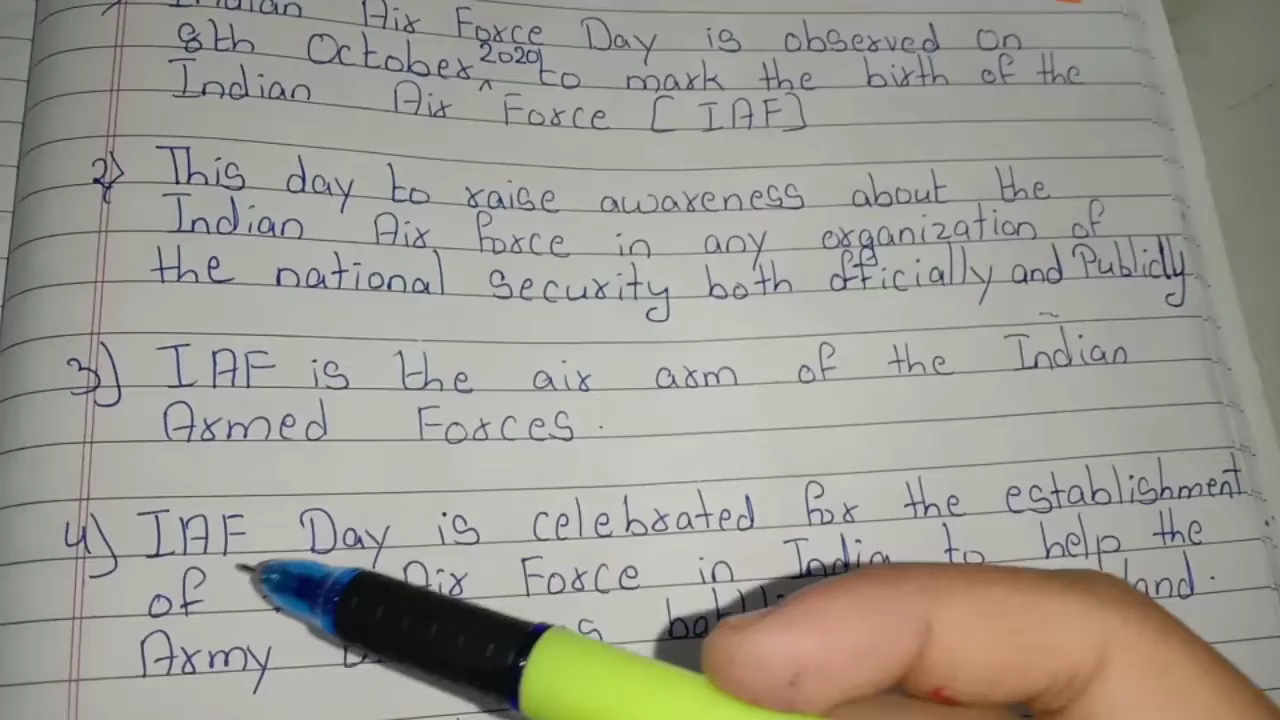 Indian Air Force Day is observed on
8th October 2020 to mark the birth of the
Indian Air Force [IAF]
2) This day to raise awareness about the
Indian Air Force in any organization of
the national security both officially and Publicly
3) IAF is the air arm of the Indian
Armed Forces.
4) IAF Day is celebrated for the establishment
of Air Force in India to help the
Army land.